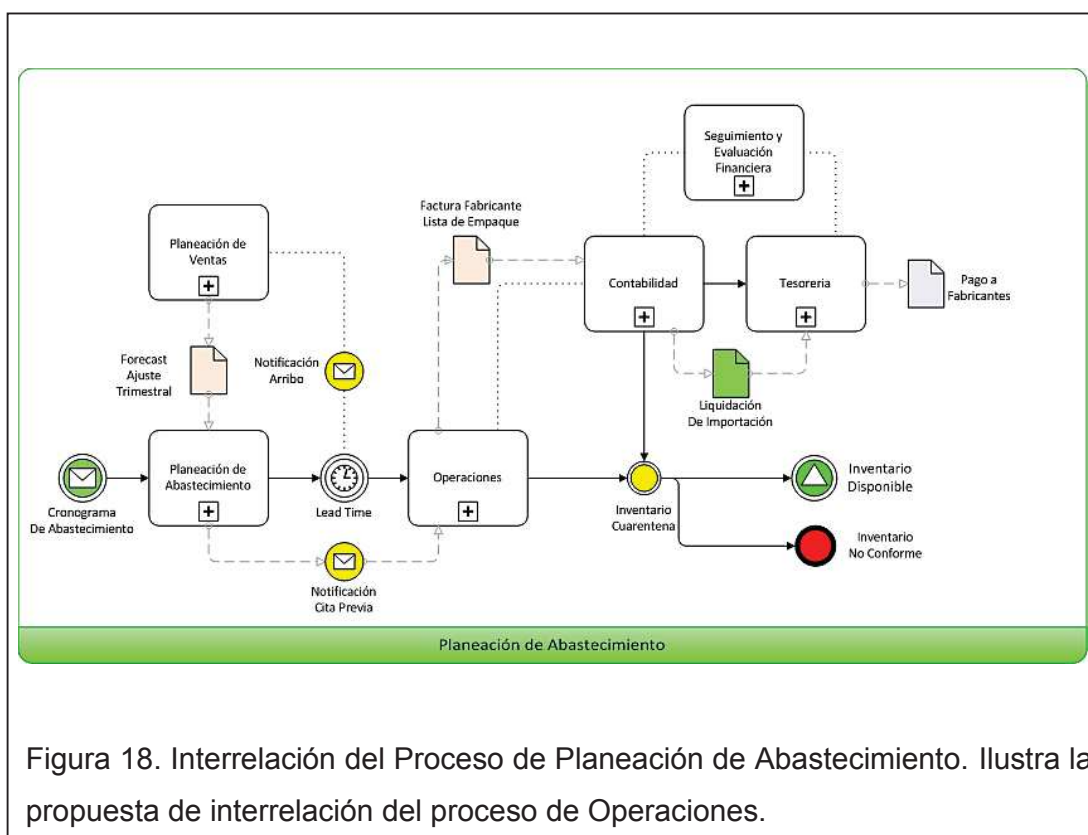 Seguimiento y
Evaluación
Financiera
Factura Fabricante
Lista de Empaque
Planeación de
Ventas
Contabilidad
Tesoreria
Pago a
Fabricantes
Forecast
Ajuste
Trimestral
Notificación
Arribo
Liquidación
De Importación
Planeación de
Abastecimiento
Operaciones
Inventario
Disponible
Cronograma
De Abastecimiento
Lead Time
Inventario
Cuarentena
Inventario
No Conforme
Notificación
Cita Previa
Planeación de Abastecimiento
Figura 18. Interrelación del Proceso de Planeación de Abastecimiento. Ilustra la
propuesta de interrelación del proceso de Operaciones.